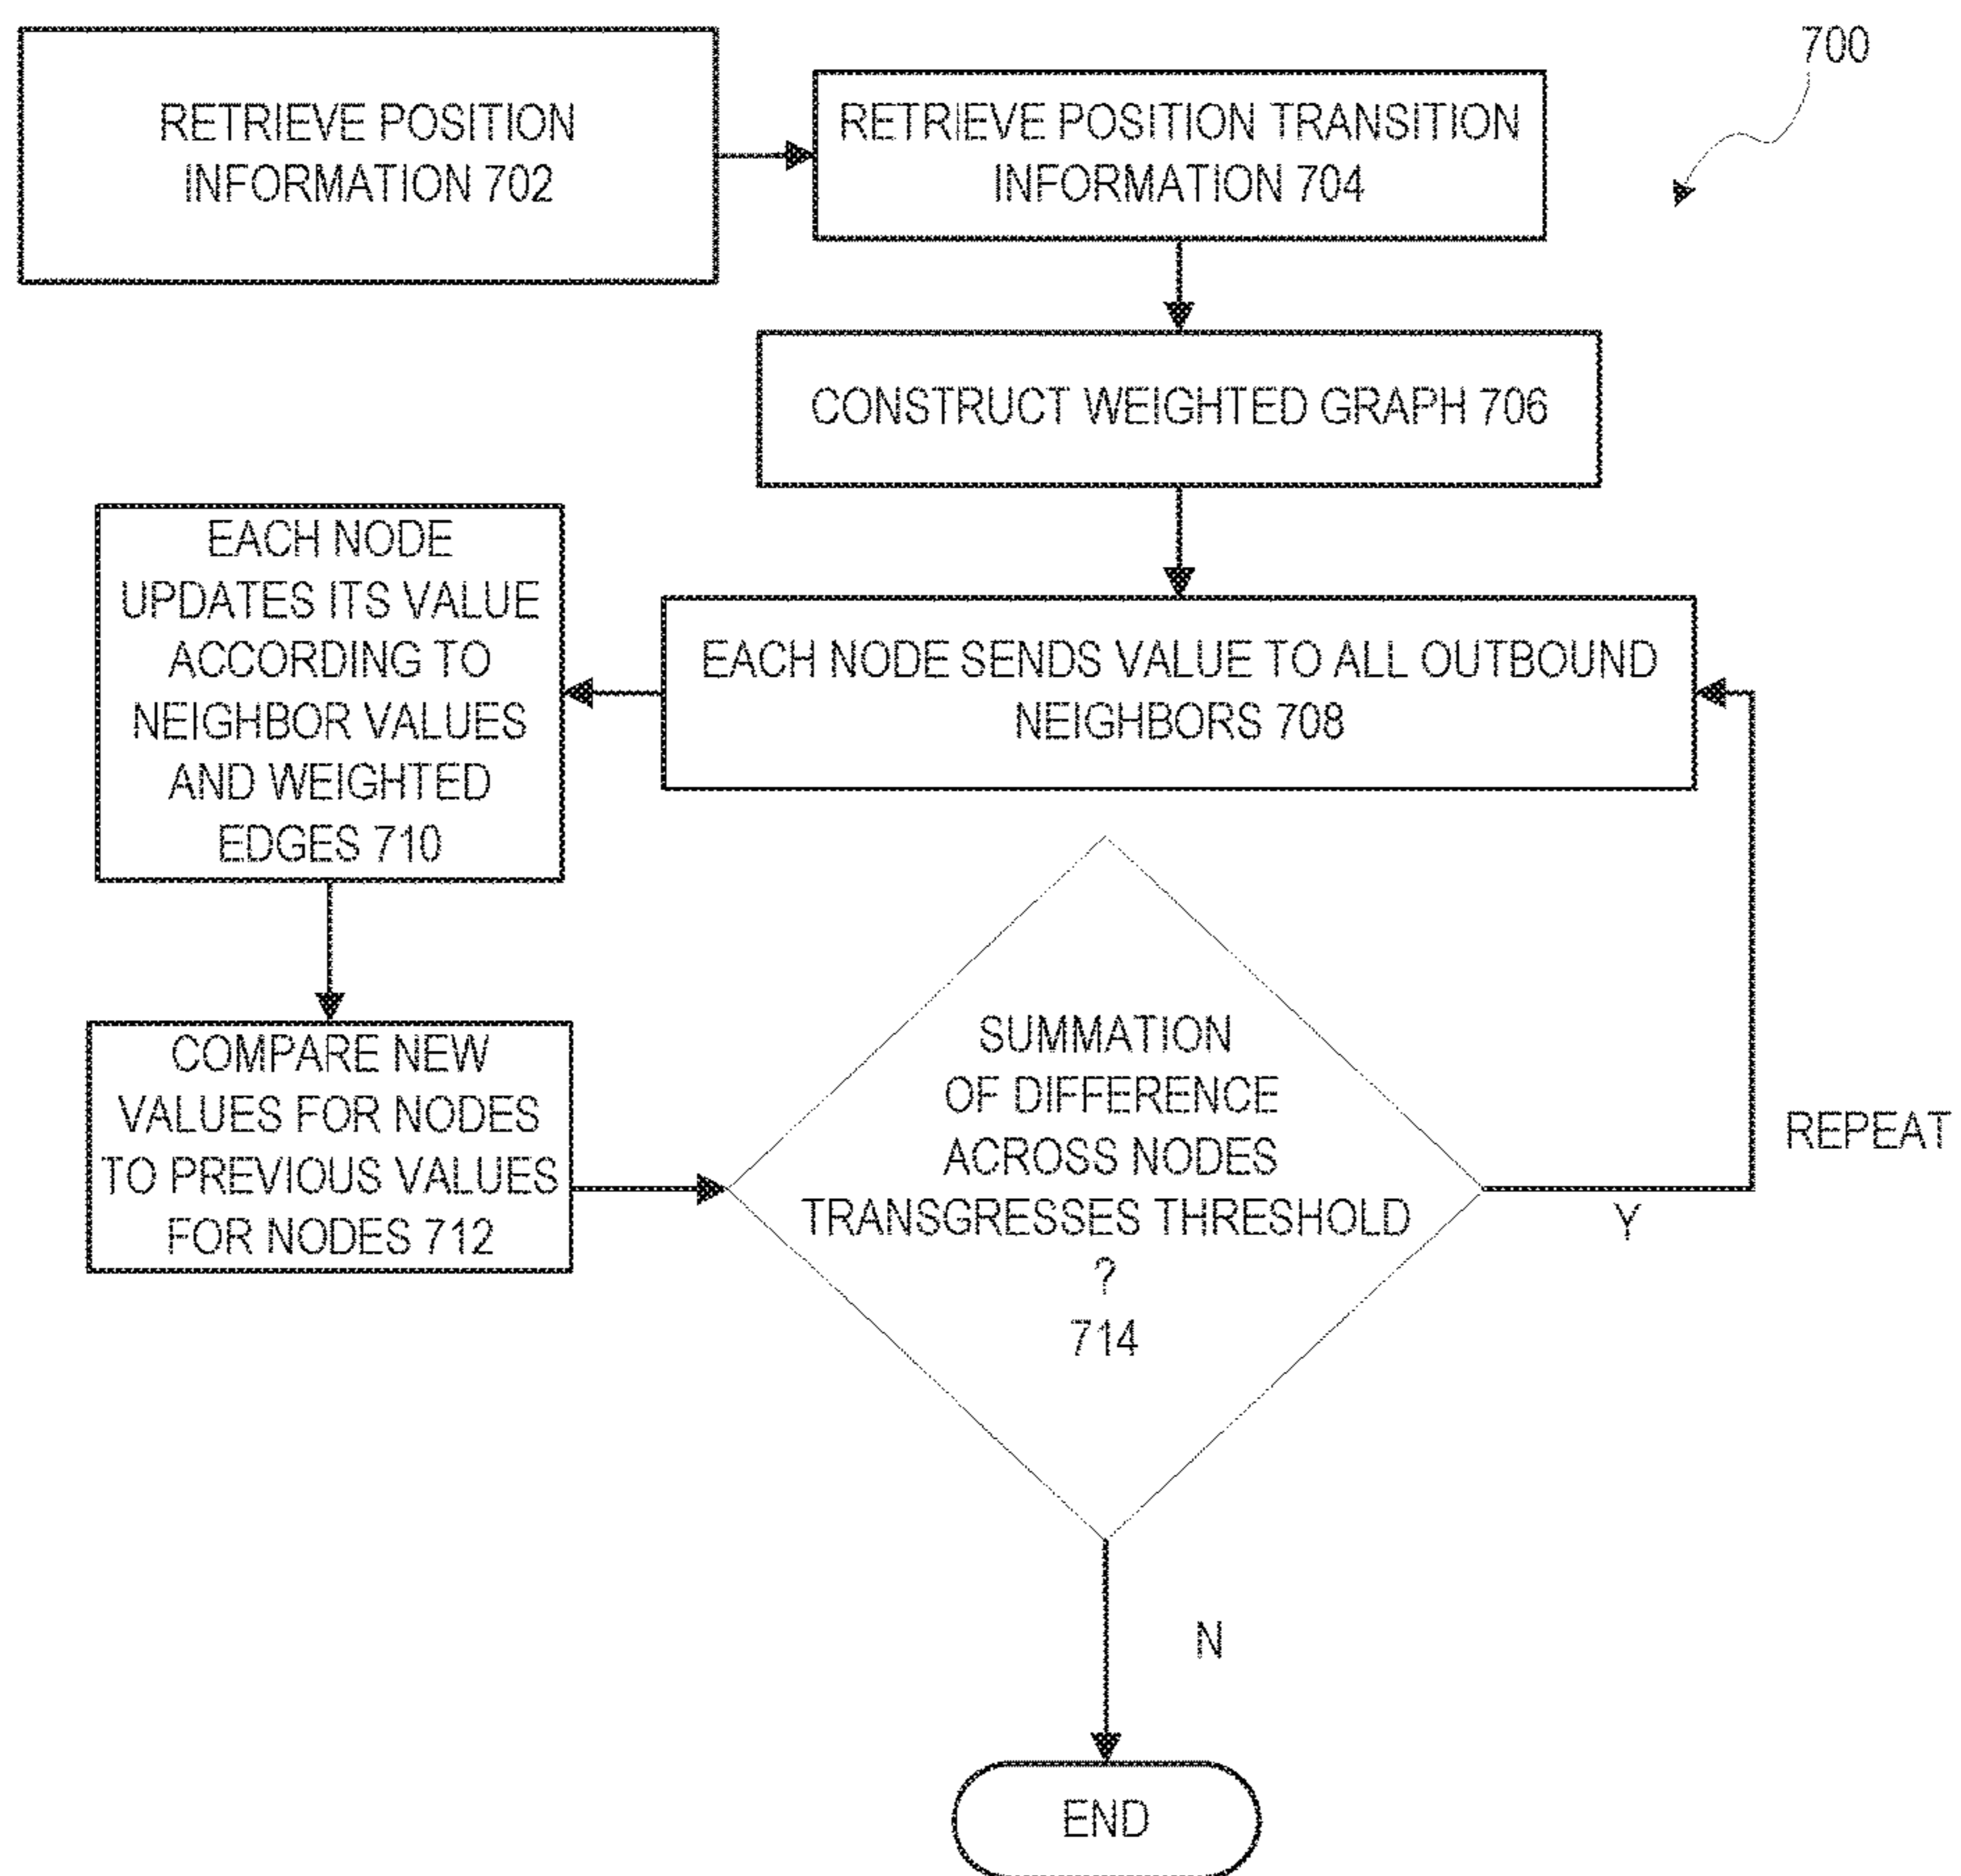 700
RETRIEVE POSITION
INFORMATION 702
RETRIEVE POSITION TRANSITION
INFORMATION 704
CONSTRUCT WEIGHTED GRAPH 706
EACH NODE SENDS VALUE TO ALL OUTBOUND
NEIGHBORS 708
EACH NODE
UPDATES ITS VALUE
ACCORDING TO
NEIGHBOR VALUES
AND WEIGHTED
EDGES 710
COMPARE NEW
VALUES FOR NODES
TO PREVIOUS VALUES
FOR NODES 712
SUMMATION
OF DIFFERENCE
ACROSS NODES
TRANSGRESSES THRESHOLD
?
714
Y
REPEAT
N
END